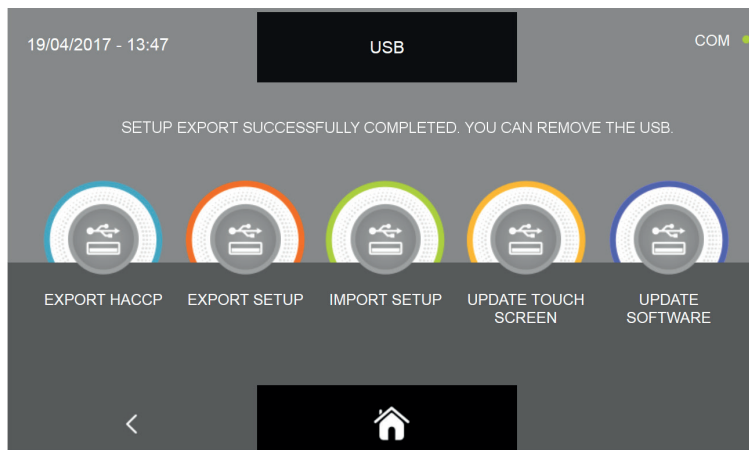 19/04/2017 - 13:47
USB
COM
SETUP EXPORT SUCCESSFULLY COMPLETED. YOU CAN REMOVE THE USB.
EXPORT HACCP
EXPORT SETUP
IMPORT SETUP
UPDATE TOUCH
SCREEN
UPDATE
SOFTWARE